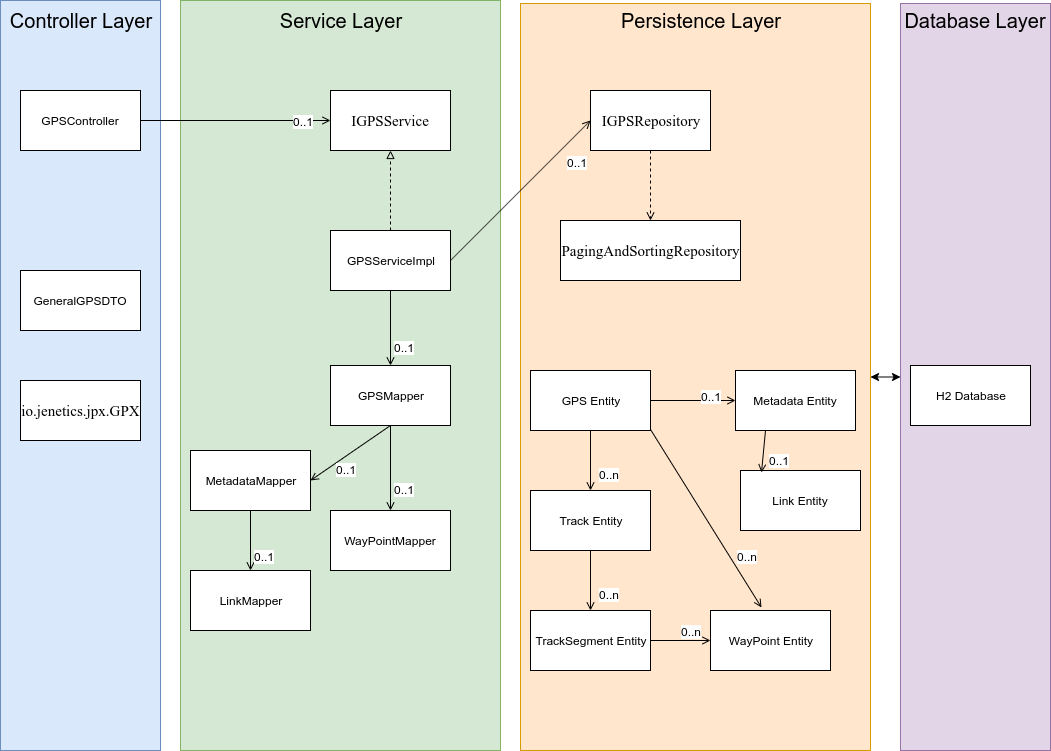 Controller Layer
Service Layer
Persistence Layer
Database Layer
GPSController
0..1
IGPSService
IGPSRepository
0..1
PagingAndSortingRepository
GPSServiceImpl
GeneralGPSDTO
io.jenetics.jpx.GPX
0..1
GPSMapper
0..1
MetadataMapper
0..1
WayPointMapper
0..1
LinkMapper
GPS Entity
0..1
Metadata Entity
0..1
Link Entity
0..n
Track Entity
0..n
0..n
TrackSegment Entity
0..n
WayPoint Entity
H2 Database